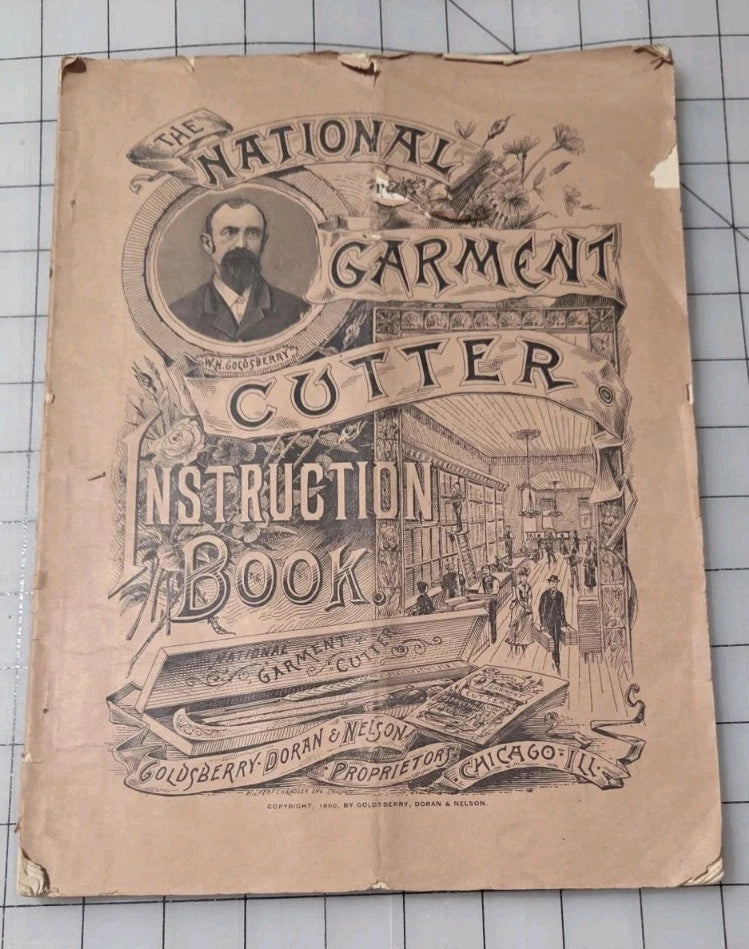 THE
NATIONAL
GARMENT
W.H. GOLDSBERRY
CUTTER
INSTRUCTION
BOOK.
NATIONAL
GARMENT
CUTTER
GOLDSBERRY-DORAN & NELSON
PROPRIETORS
CHICAGO-ILL-
COPYRIGHT, 1890, BY GOLDSBERRY, DORAN & NELSON.